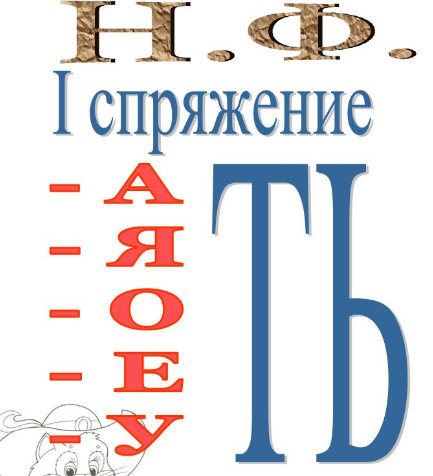 Н.Ф.
I спряжение
- А
- Я
- О
- Е
- У
ТЬ